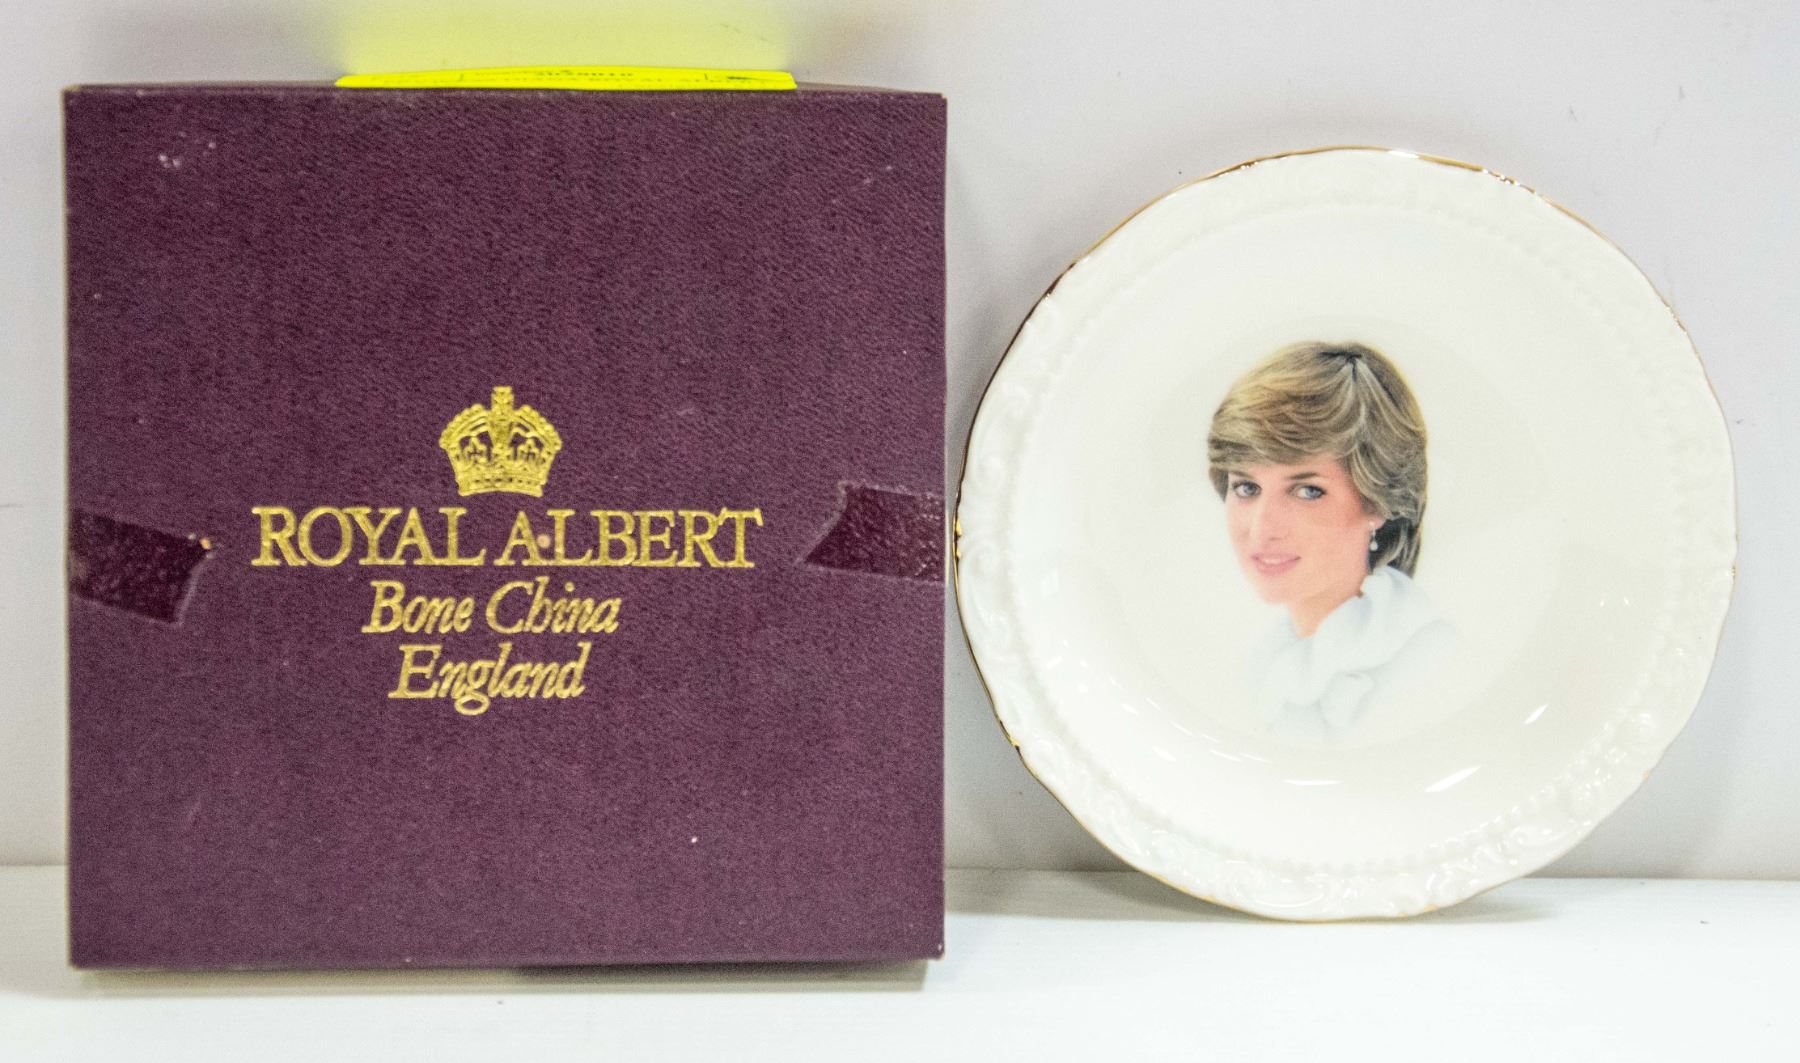 ROYAL ALBERT
Bone China
England